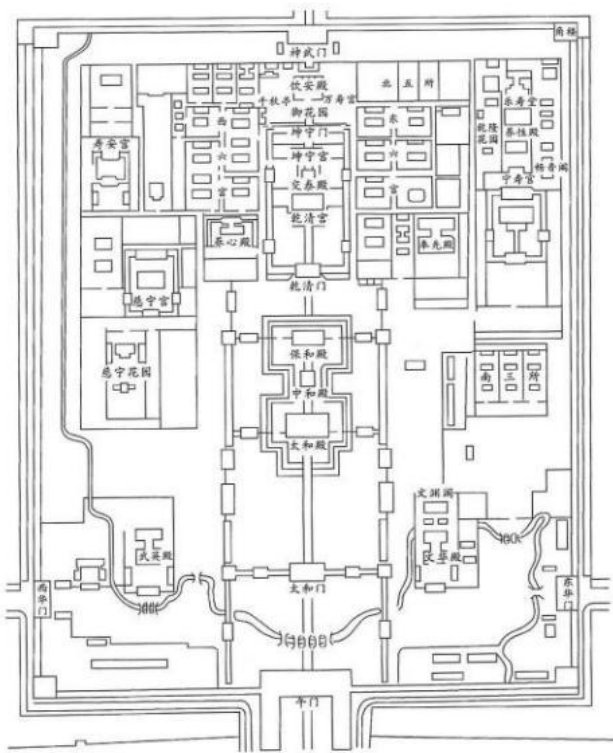 角楼
神武门
钦安殿
千秋亭
万寿宫
北五所
御花园
乐寿堂
乾隆花园
养性殿
西六宫
坤宁门
东六宫
寿安宫
坤宁宫
畅音阁
交泰殿
宁寿宫
乾清宫
养心殿
奉先殿
乾清门
慈宁宫
保和殿
慈宁花园
中和殿
南三所
太和殿
文渊阁
武英殿
文华殿
太和门
西华门
东华门
午门